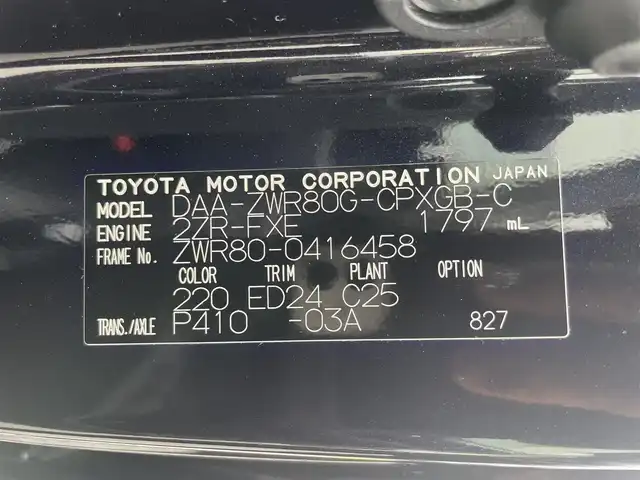 TOYOTA MOTOR CORPORATION JAPAN
MODEL DAA-ZWR80G-CPXGB-C
ENGINE 2ZR-FXE 1797 mL
FRAME No. ZWR80-0416458
COLOR TRIM PLANT
220 ED24 C25
TRANS./AXLE P410 -03A 827